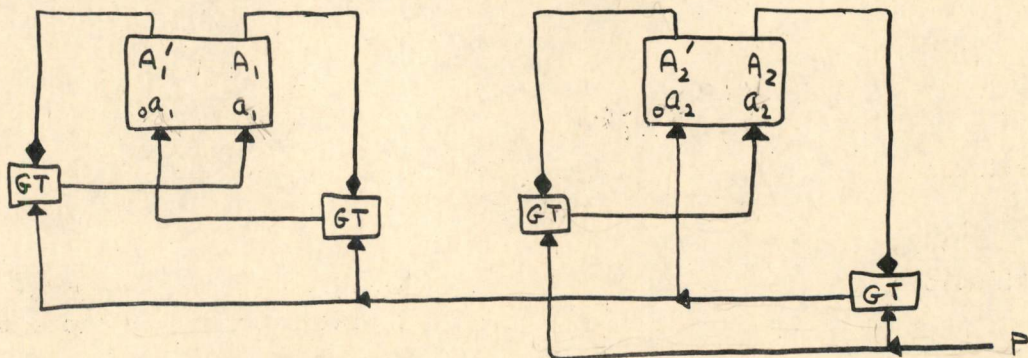 A₁' A₁
₀a₁ a₁
A₂' A₂
₀a₂ a₂
GT
GT
GT
GT
P